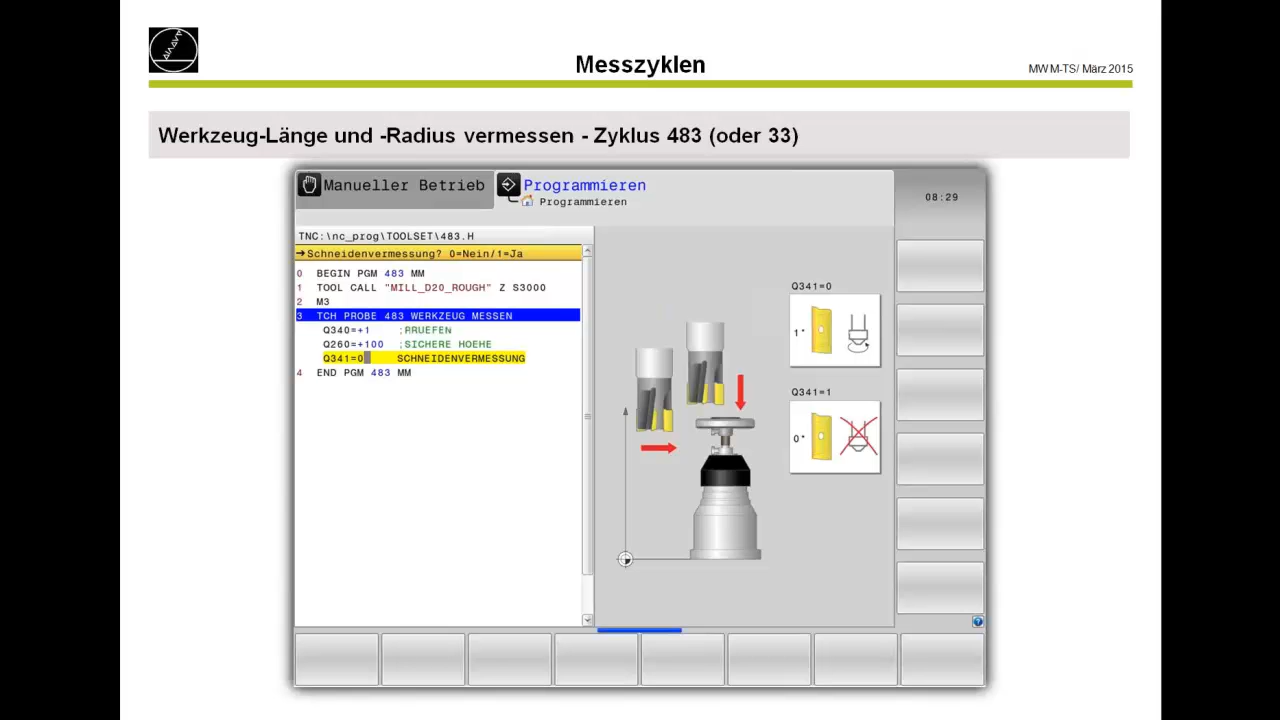 Messzyklen
MW M-TS/ März 2015
Werkzeug-Länge und -Radius vermessen - Zyklus 483 (oder 33)
Manueller Betrieb
Programmieren
Programmieren
08:29
TNC:\nc_prog\TOOLSET\483.H
→Schneidenvermessung? 0=Nein/1=Ja
0 BEGIN PGM 483 MM
1 TOOL CALL "MILL_D20_ROUGH" Z S3000
2 M3
3 TCH PROBE 483 WERKZEUG MESSEN
Q340=+1 ;PRUEFEN
Q260=+100 ;SICHERE HOEHE
Q341=0 SCHNEIDENVERMESSUNG
4 END PGM 483 MM
Q341=0
1*
Q341=1
0*